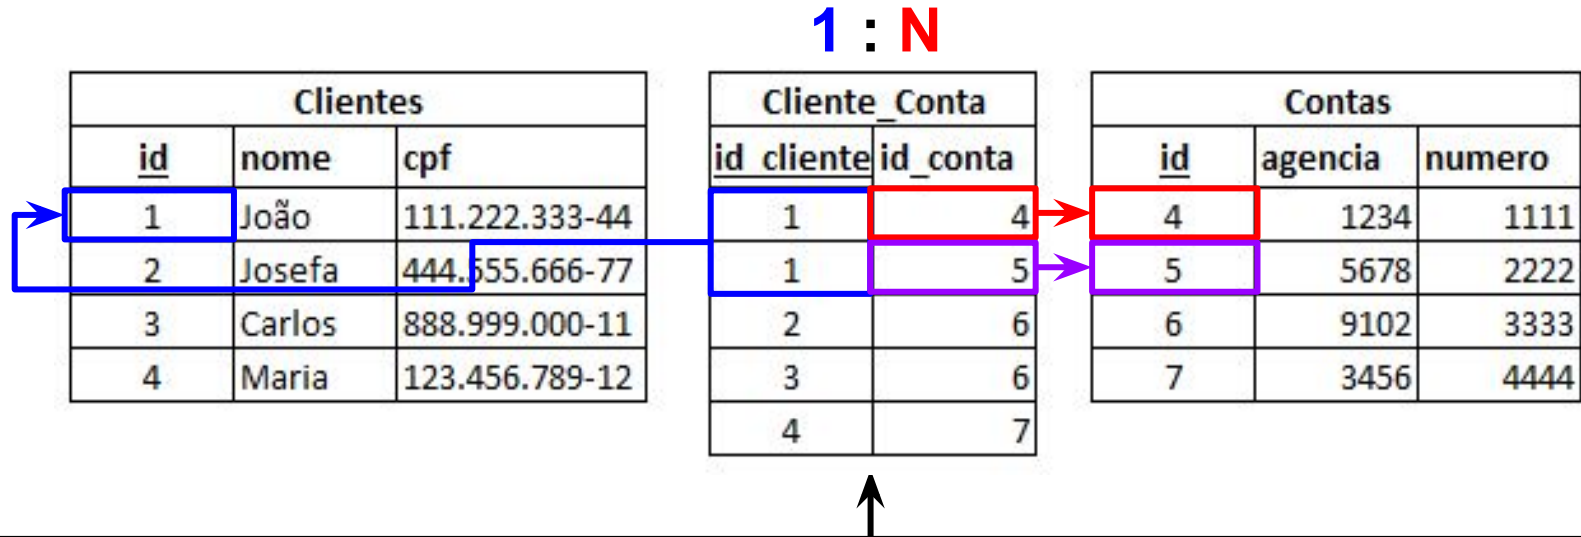 1 : N
Clientes
id nome cpf
1 João 111.222.333-44
2 Josefa 444.555.666-77
3 Carlos 888.999.000-11
4 Maria 123.456.789-12
Cliente_Conta
id_cliente id_conta
1 4
1 5
2 6
3 6
4 7
Contas
id agencia numero
4 1234 1111
5 5678 2222
6 9102 3333
7 3456 4444